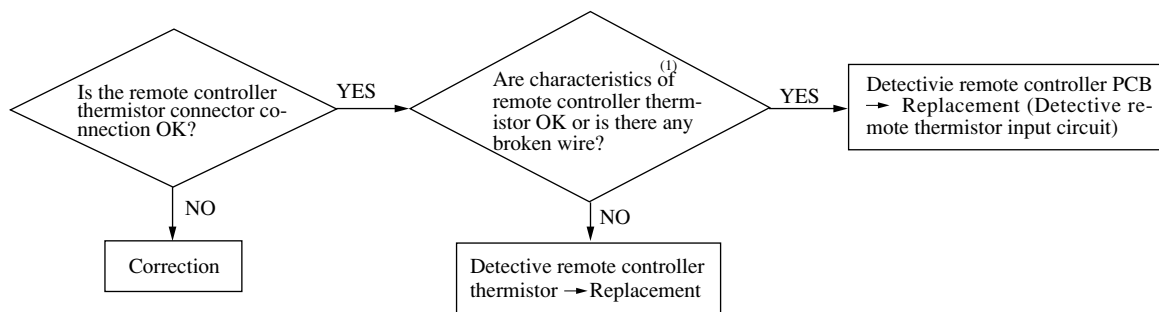 Is the remote controller
thermistor connector co-
nnection OK?
YES
NO
Correction
(1)
Are characteristics of
remote controller therm-
istor OK or is there any
broken wire?
YES
NO
Detective remote controller
thermistor → Replacement
Detectivie remote controller PCB
→ Replacement (Detective re-
mote thermistor input circuit)